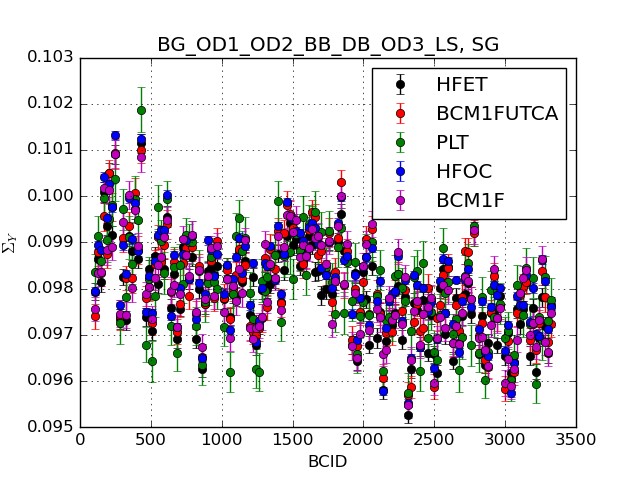 BG_OD1_OD2_BB_DB_OD3_LS, SG
0.103
0.102
0.101
0.100
0.099
0.098
0.097
0.096
0.095
Σ_Y
HFET
BCM1FUTCA
PLT
HFOC
BCM1F
0 500 1000 1500 2000 2500 3000 3500
BCID